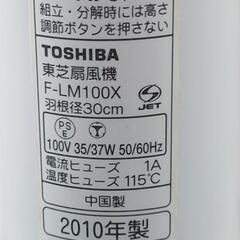 組立・分解時には高さ
調節ボタンを押さない
TOSHIBA
東芝扇風機
F-LM100X
羽根径30cm
JET
PS
E
100V 35/37W 50/60Hz
電流ヒューズ 1A
温度ヒューズ 115℃
中国製
2010年製